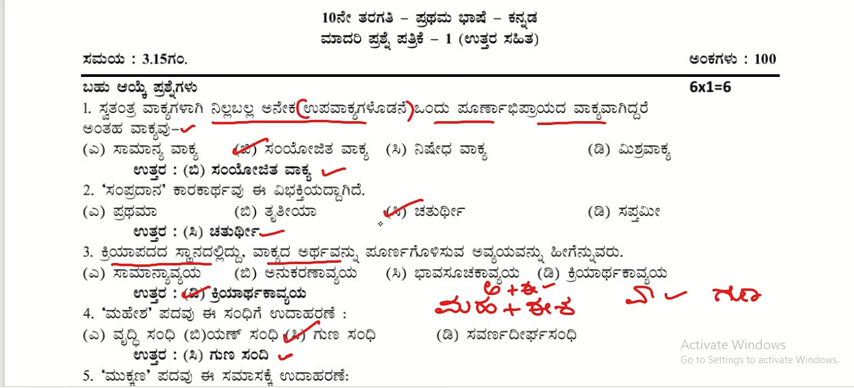 10ನೇ ತರಗತಿ – ಪ್ರಥಮ ಭಾಷೆ – ಕನ್ನಡ
ಮಾದರಿ ಪ್ರಶ್ನೆ ಪತ್ರಿಕೆ – 1 (ಉತ್ತರ ಸಹಿತ)
ಸಮಯ : 3.15ಗಂ. ಅಂಕಗಳು : 100
ಬಹು ಆಯ್ಕೆ ಪ್ರಶ್ನೆಗಳು 6x1=6
1. ಸ್ವತಂತ್ರ ವಾಕ್ಯಗಳಾಗಿ ನಿಲ್ಲಬಲ್ಲ ಅನೇಕ ಉಪವಾಕ್ಯಗಳೊಡನೆ ಒಂದು ಪೂರ್ಣಾಭಿಪ್ರಾಯದ ವಾಕ್ಯವಾಗಿದ್ದರೆ
ಅಂತಹ ವಾಕ್ಯವು–
(ಎ) ಸಾಮಾನ್ಯ ವಾಕ್ಯ (ಬಿ) ಸಂಯೋಜಿತ ವಾಕ್ಯ (ಸಿ) ನಿಷೇಧ ವಾಕ್ಯ (ಡಿ) ಮಿಶ್ರವಾಕ್ಯ
ಉತ್ತರ : (ಬಿ) ಸಂಯೋಜಿತ ವಾಕ್ಯ
2. 'ಸಂಪ್ರದಾನ' ಕಾರಕಾರ್ಥವು ಈ ವಿಭಕ್ತಿಯದ್ದಾಗಿದೆ.
(ಎ) ಪ್ರಥಮಾ (ಬಿ) ತೃತೀಯಾ (ಸಿ) ಚತುರ್ಥೀ (ಡಿ) ಸಪ್ತಮೀ
ಉತ್ತರ : (ಸಿ) ಚತುರ್ಥೀ
3. ಕ್ರಿಯಾಪದದ ಸ್ಥಾನದಲ್ಲಿದ್ದು, ವಾಕ್ಯದ ಅರ್ಥವನ್ನು ಪೂರ್ಣಗೊಳಿಸುವ ಅವ್ಯಯವನ್ನು ಹೀಗೆನ್ನುವರು.
(ಎ) ಸಾಮಾನ್ಯಾವ್ಯಯ (ಬಿ) ಅನುಕರಣಾವ್ಯಯ (ಸಿ) ಭಾವಸೂಚಕಾವ್ಯಯ (ಡಿ) ಕ್ರಿಯಾರ್ಥಕಾವ್ಯಯ
ಉತ್ತರ : (ಡಿ) ಕ್ರಿಯಾರ್ಥಕಾವ್ಯಯ
ಅ+ಈ
4. 'ಮಹೇಶ' ಪದವು ಈ ಸಂಧಿಗೆ ಉದಾಹರಣೆ : ಮಹಾ + ಈಶ
(ಎ) ವೃದ್ಧಿ ಸಂಧಿ (ಬಿ)ಯಣ್ ಸಂಧಿ (ಸಿ) ಗುಣ ಸಂಧಿ (ಡಿ) ಸವರ್ಣದೀರ್ಘಸಂಧಿ
ಉತ್ತರ : (ಸಿ) ಗುಣ ಸಂದಿ
5. 'ಮುಕ್ಕಣ' ಪದವು ಈ ಸಮಾಸಕ್ಕೆ ಉದಾಹರಣೆ:
Activate Windows
Go to Settings to activate Windows.